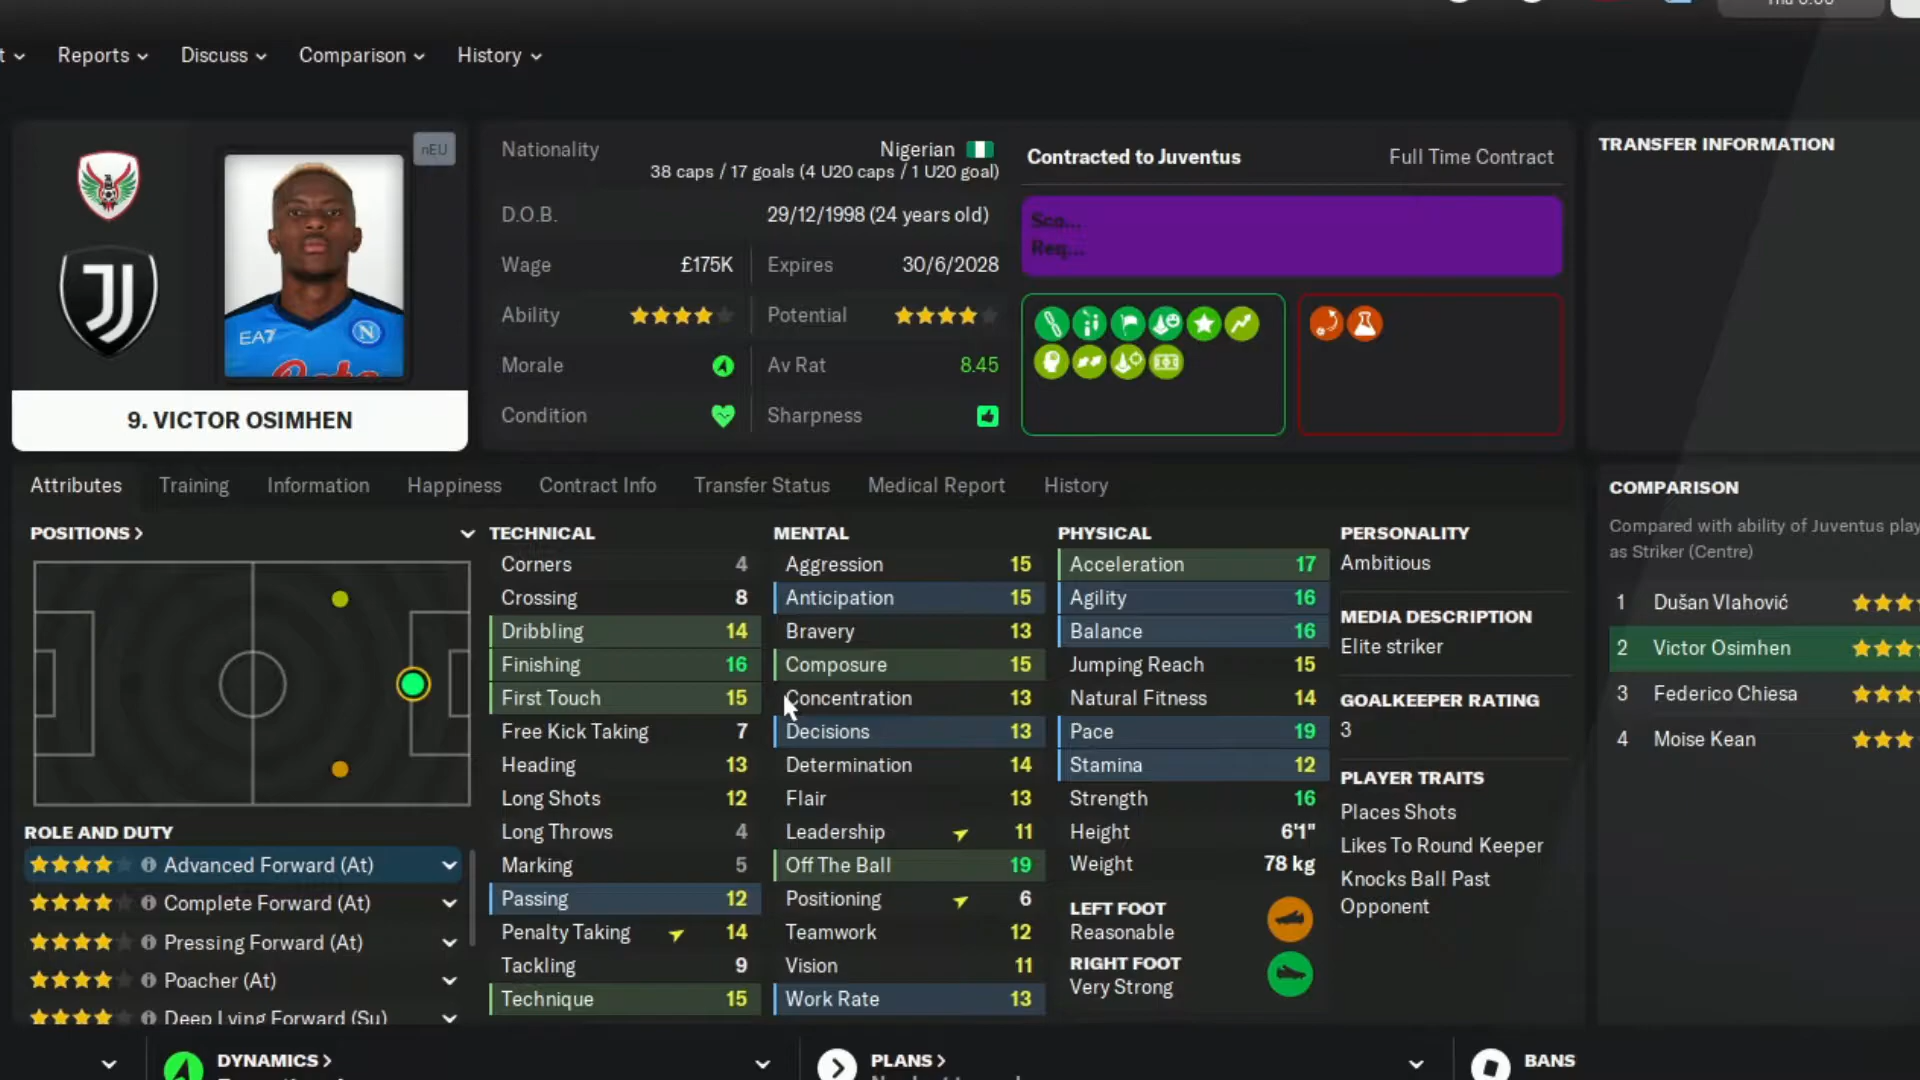 Reports
Discuss
Comparison
History
nEU
EA7
N
J
9. VICTOR OSIMHEN
Nationality Nigerian
38 caps / 17 goals (4 U20 caps / 1 U20 goal)
D.O.B. 29/12/1998 (24 years old)
Wage £175K Expires 30/6/2028
Ability Potential
Morale Av Rat 8.45
Condition Sharpness
Contracted to Juventus Full Time Contract
Sco...
Req...
TRANSFER INFORMATION
Attributes Training Information Happiness Contract Info Transfer Status Medical Report History
POSITIONS >
ROLE AND DUTY
Advanced Forward (At)
Complete Forward (At)
Pressing Forward (At)
Poacher (At)
Deep Lying Forward (Su)
TECHNICAL
Corners 4
Crossing 8
Dribbling 14
Finishing 16
First Touch 15
Free Kick Taking 7
Heading 13
Long Shots 12
Long Throws 4
Marking 5
Passing 12
Penalty Taking 14
Tackling 9
Technique 15
MENTAL
Aggression 15
Anticipation 15
Bravery 13
Composure 15
Concentration 13
Decisions 13
Determination 14
Flair 13
Leadership 11
Off The Ball 19
Positioning 6
Teamwork 12
Vision 11
Work Rate 13
PHYSICAL
Acceleration 17
Agility 16
Balance 16
Jumping Reach 15
Natural Fitness 14
Pace 19
Stamina 12
Strength 16
Height 6'1"
Weight 78 kg
LEFT FOOT
Reasonable
RIGHT FOOT
Very Strong
PERSONALITY
Ambitious
MEDIA DESCRIPTION
Elite striker
GOALKEEPER RATING
3
PLAYER TRAITS
Places Shots
Likes To Round Keeper
Knocks Ball Past
Opponent
COMPARISON
Compared with ability of Juventus play
as Striker (Centre)
1 Dušan Vlahović
2 Victor Osimhen
3 Federico Chiesa
4 Moise Kean
DYNAMICS >
PLANS >
BANS